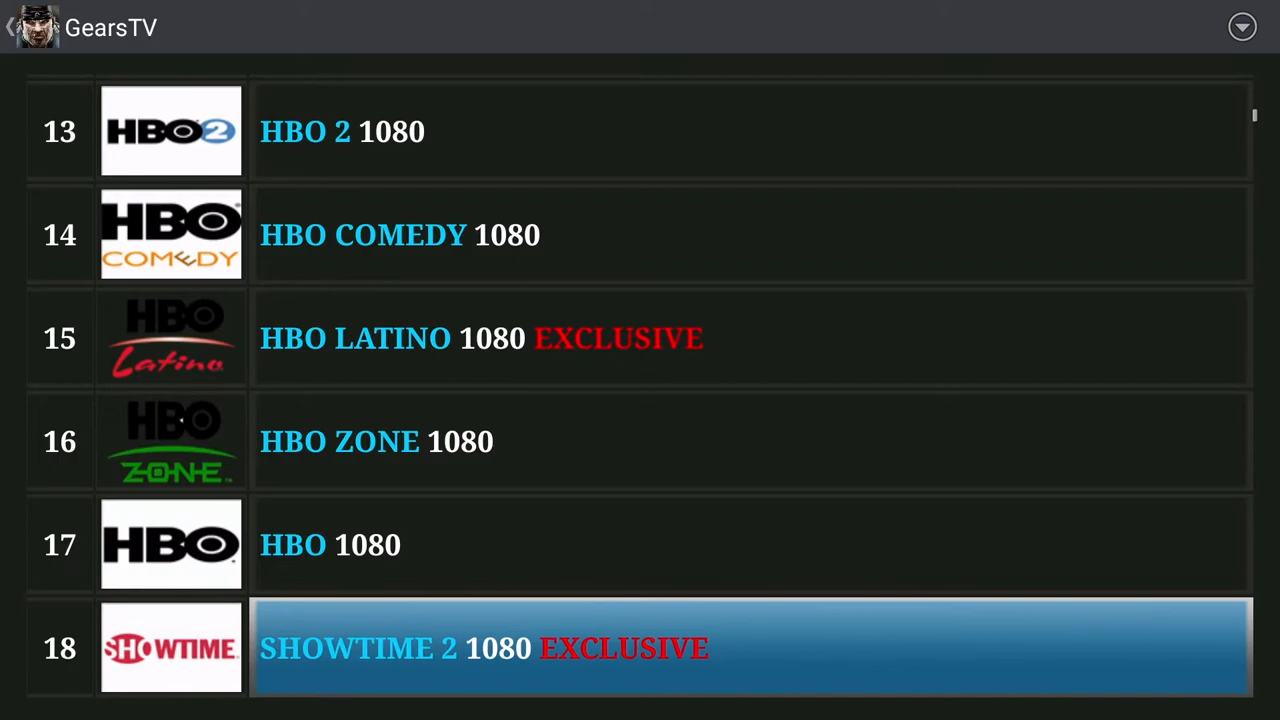 GearsTV
13 HBO2 HBO 2 1080
14 HBO COMEDY HBO COMEDY 1080
15 HBO Latino HBO LATINO 1080 EXCLUSIVE
16 HBO ZONE HBO ZONE 1080
17 HBO HBO 1080
18 SHOWTIME SHOWTIME 2 1080 EXCLUSIVE